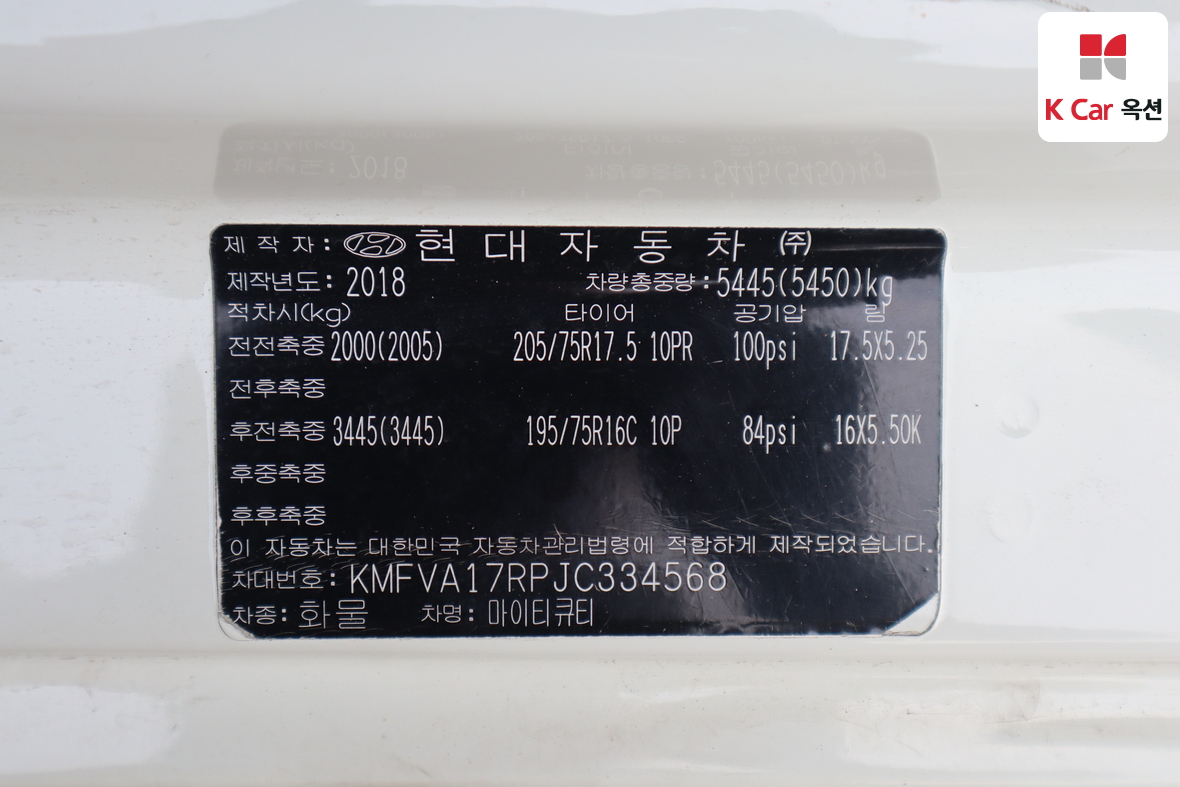 K Car 옥션
제 작 자 : 현 대 자 동 차 ㈜
제작년도 : 2018 차량총중량 : 5445(5450)kg
적차시(kg) 타이어 공기압 림
전전축중 2000(2005) 205/75R17.5 10PR 100psi 17.5X5.25
전후축중
후전축중 3445(3445) 195/75R16C 10P 84psi 16X5.50K
후중축중
후후축중
이 자동차는 대한민국 자동차관리법령에 적합하게 제작되었습니다.
차대번호 : KMFVA17RPJC334568
차종 : 화물 차명 : 마이티큐티